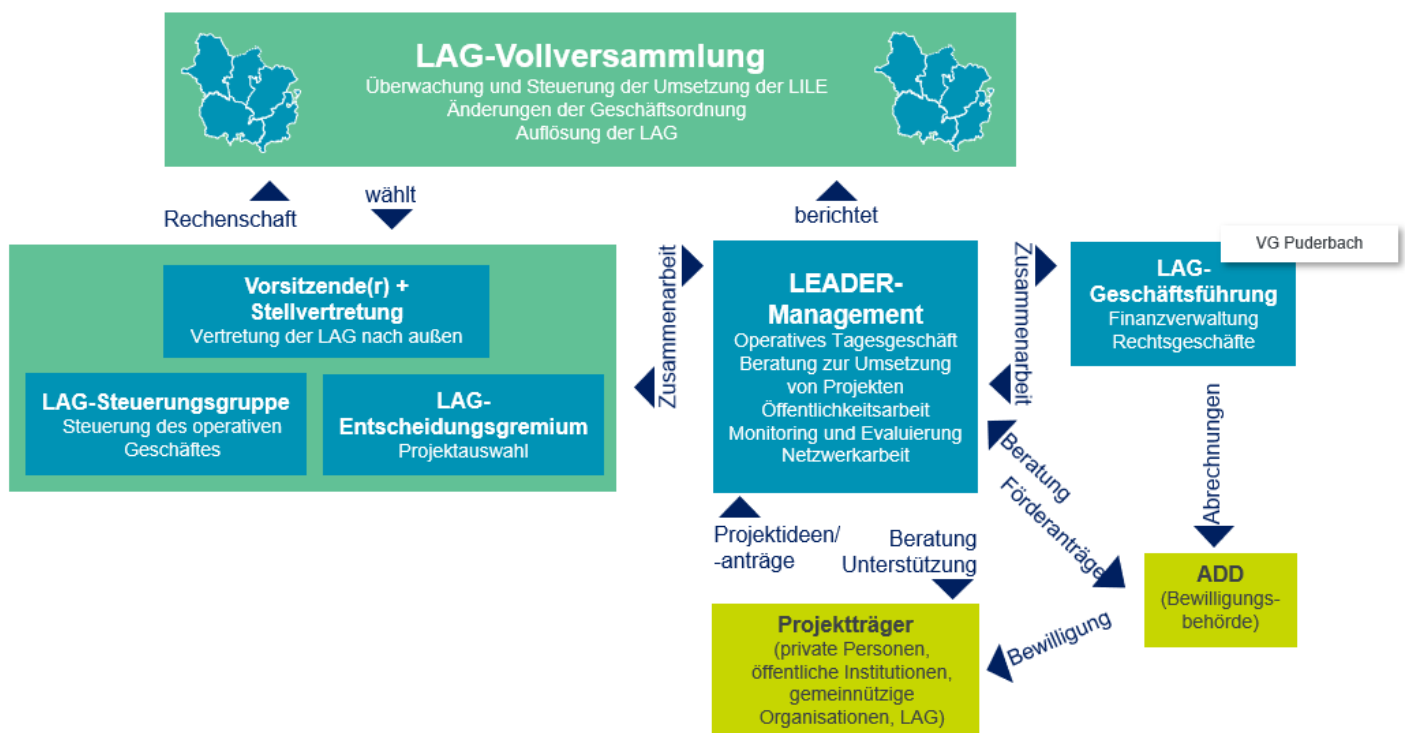 LAG-Vollversammlung
Überwachung und Steuerung der Umsetzung der LILE
Änderungen der Geschäftsordnung
Auflösung der LAG
Rechenschaft
wählt
berichtet
Vorsitzende(r) +
Stellvertretung
Vertretung der LAG nach außen
LAG-Steuerungsgruppe
Steuerung des operativen
Geschäftes
LAG-
Entscheidungsgremium
Projektauswahl
Zusammenarbeit
LEADER-
Management
Operatives Tagesgeschäft
Beratung zur Umsetzung
von Projekten
Öffentlichkeitsarbeit
Monitoring und Evaluierung
Netzwerkarbeit
Zusammenarbeit
VG Puderbach
LAG-
Geschäftsführung
Finanzverwaltung
Rechtsgeschäfte
Projektideen/
-anträge
Beratung
Unterstützung
Beratung
Förderanträge
Abrechnungen
ADD
(Bewilligungs-
behörde)
Bewilligung
Projektträger
(private Personen,
öffentliche Institutionen,
gemeinnützige
Organisationen, LAG)